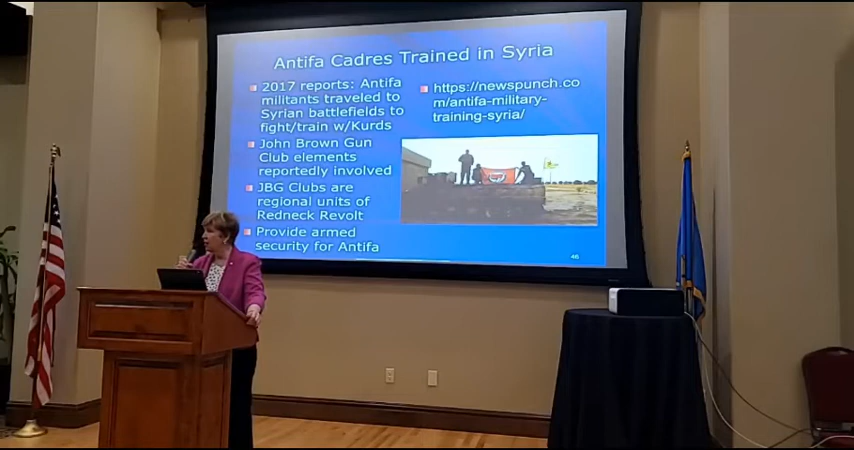 Antifa Cadres Trained in Syria
2017 reports: Antifa
militants traveled to
Syrian battlefields to
fight/train w/Kurds
John Brown Gun
Club elements
reportedly involved
JBG Clubs are
regional units of
Redneck Revolt
Provide armed
security for Antifa
https://newspunch.co
m/antifa-military-
training-syria/
46